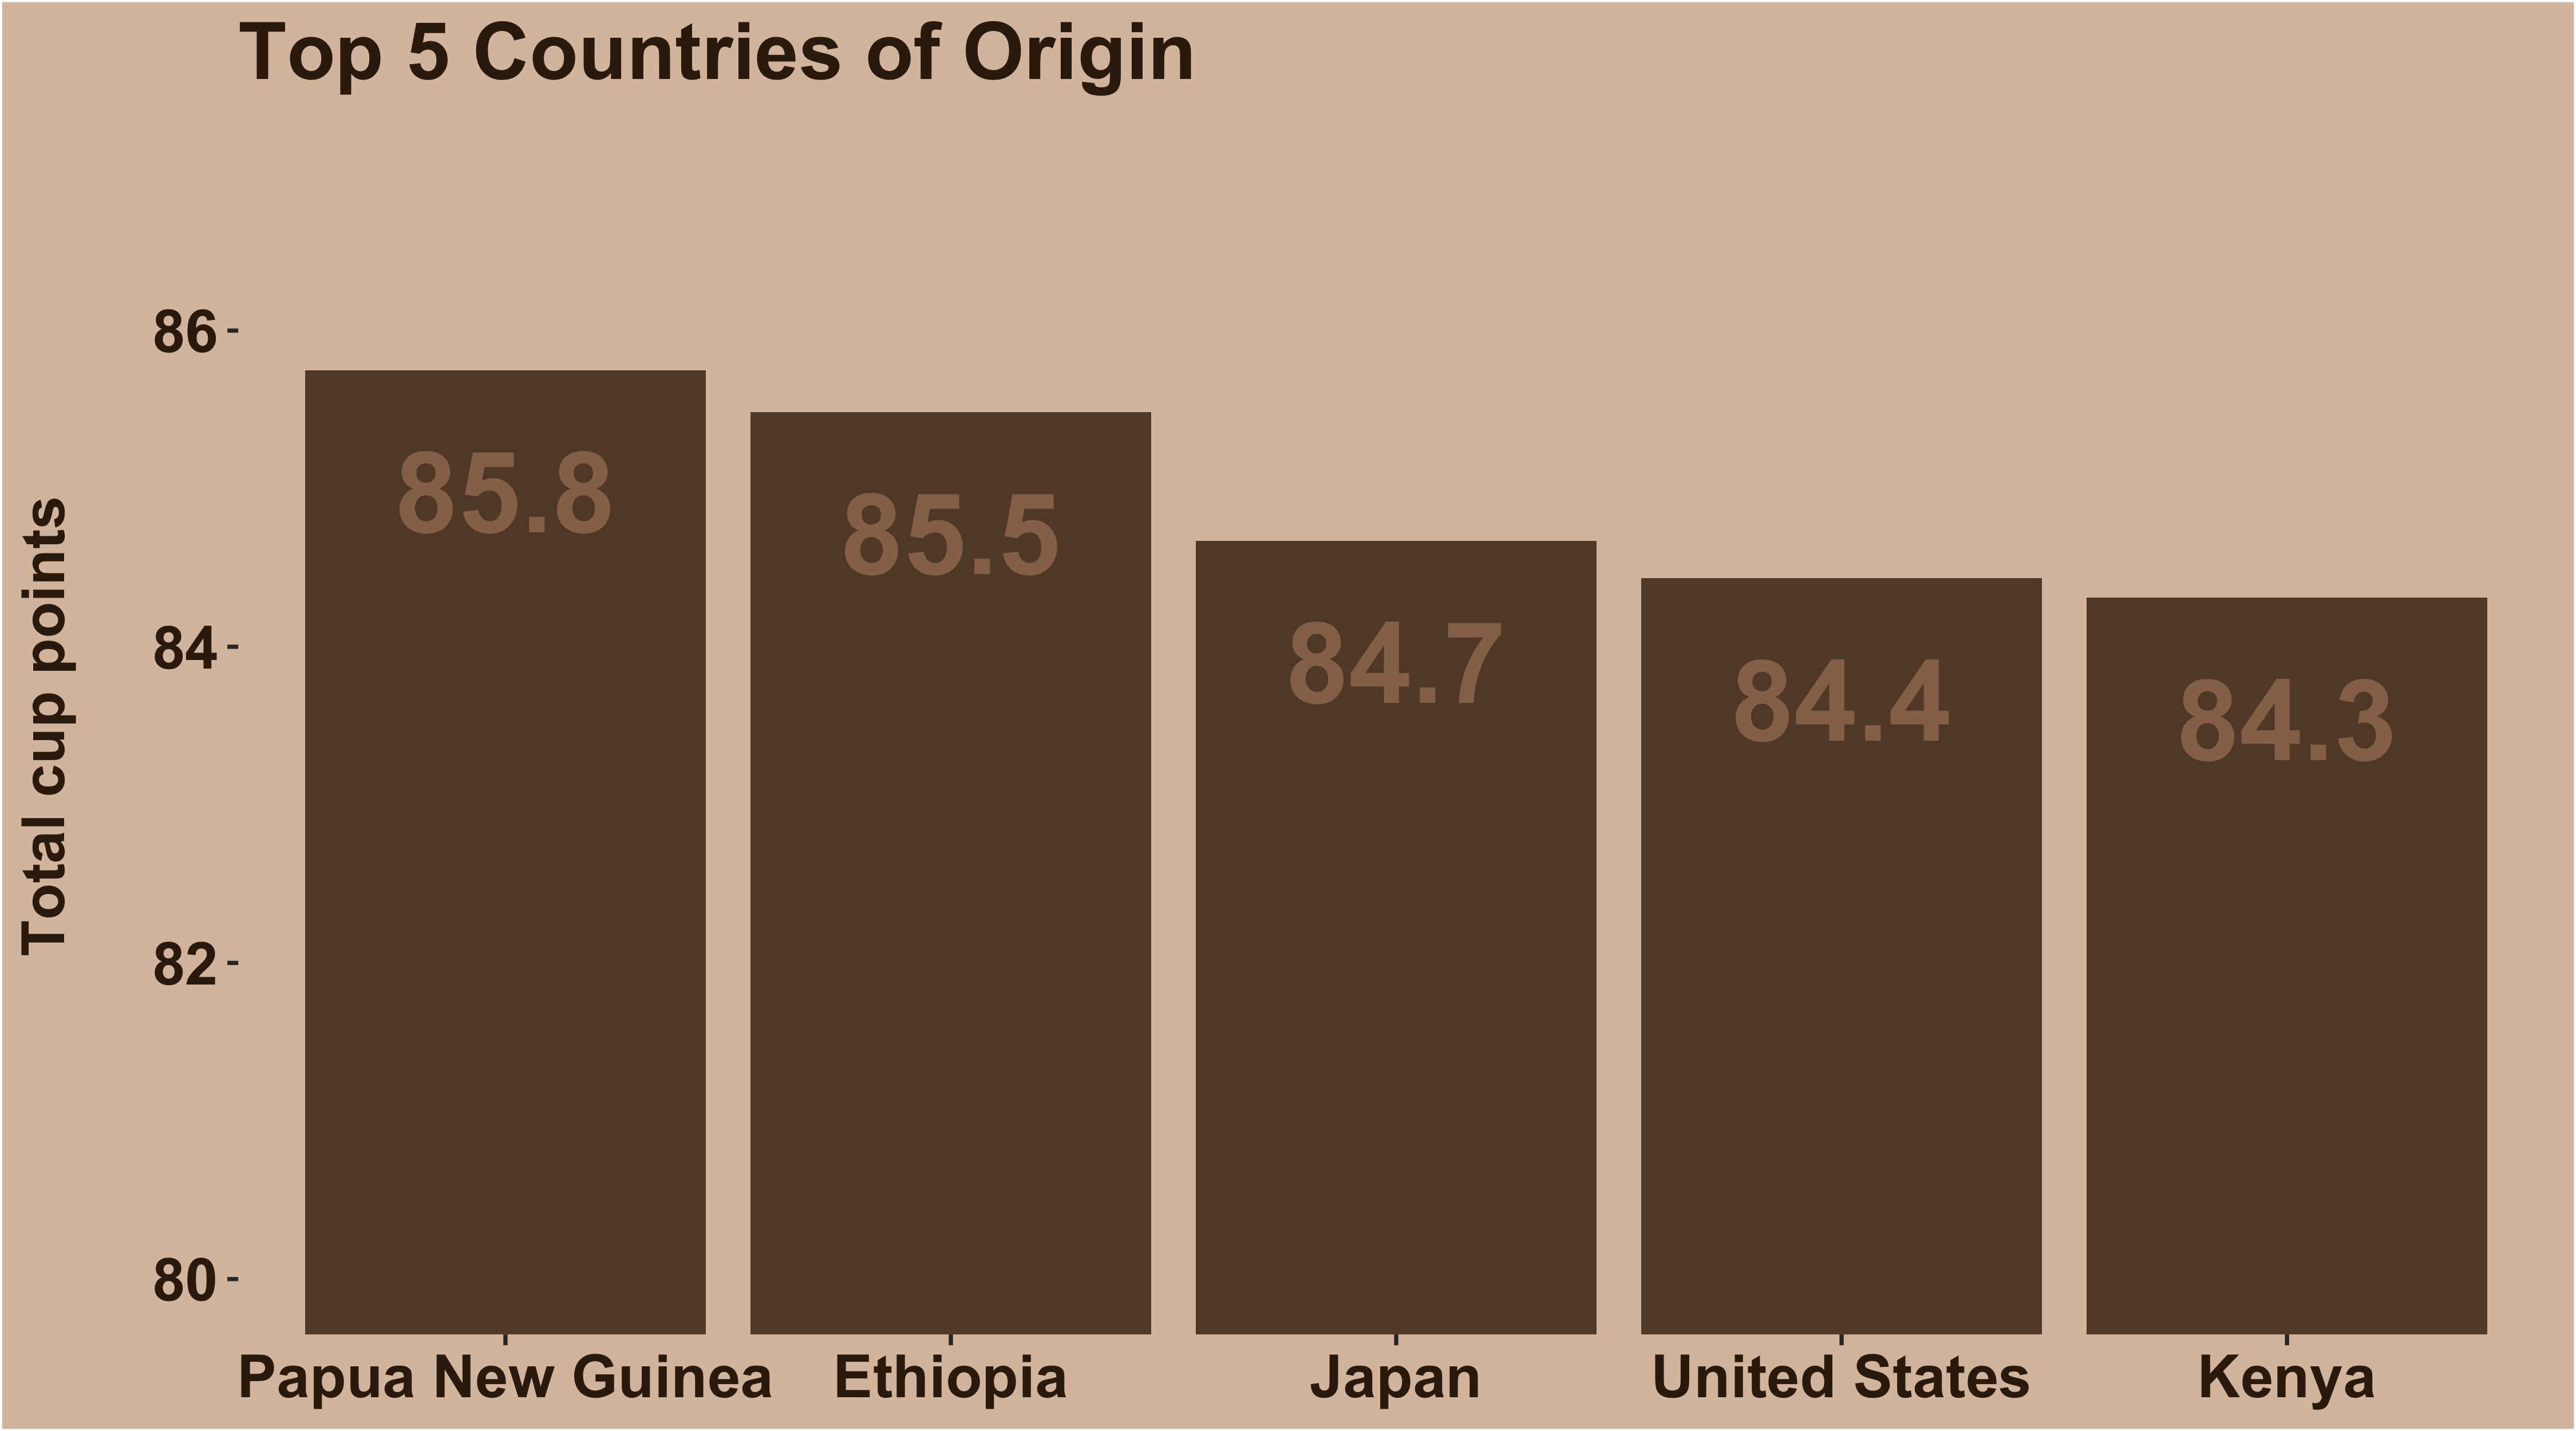 Top 5 Countries of Origin
Total cup points
86
84
82
80
85.8
85.5
84.7
84.4
84.3
Papua New Guinea
Ethiopia
Japan
United States
Kenya